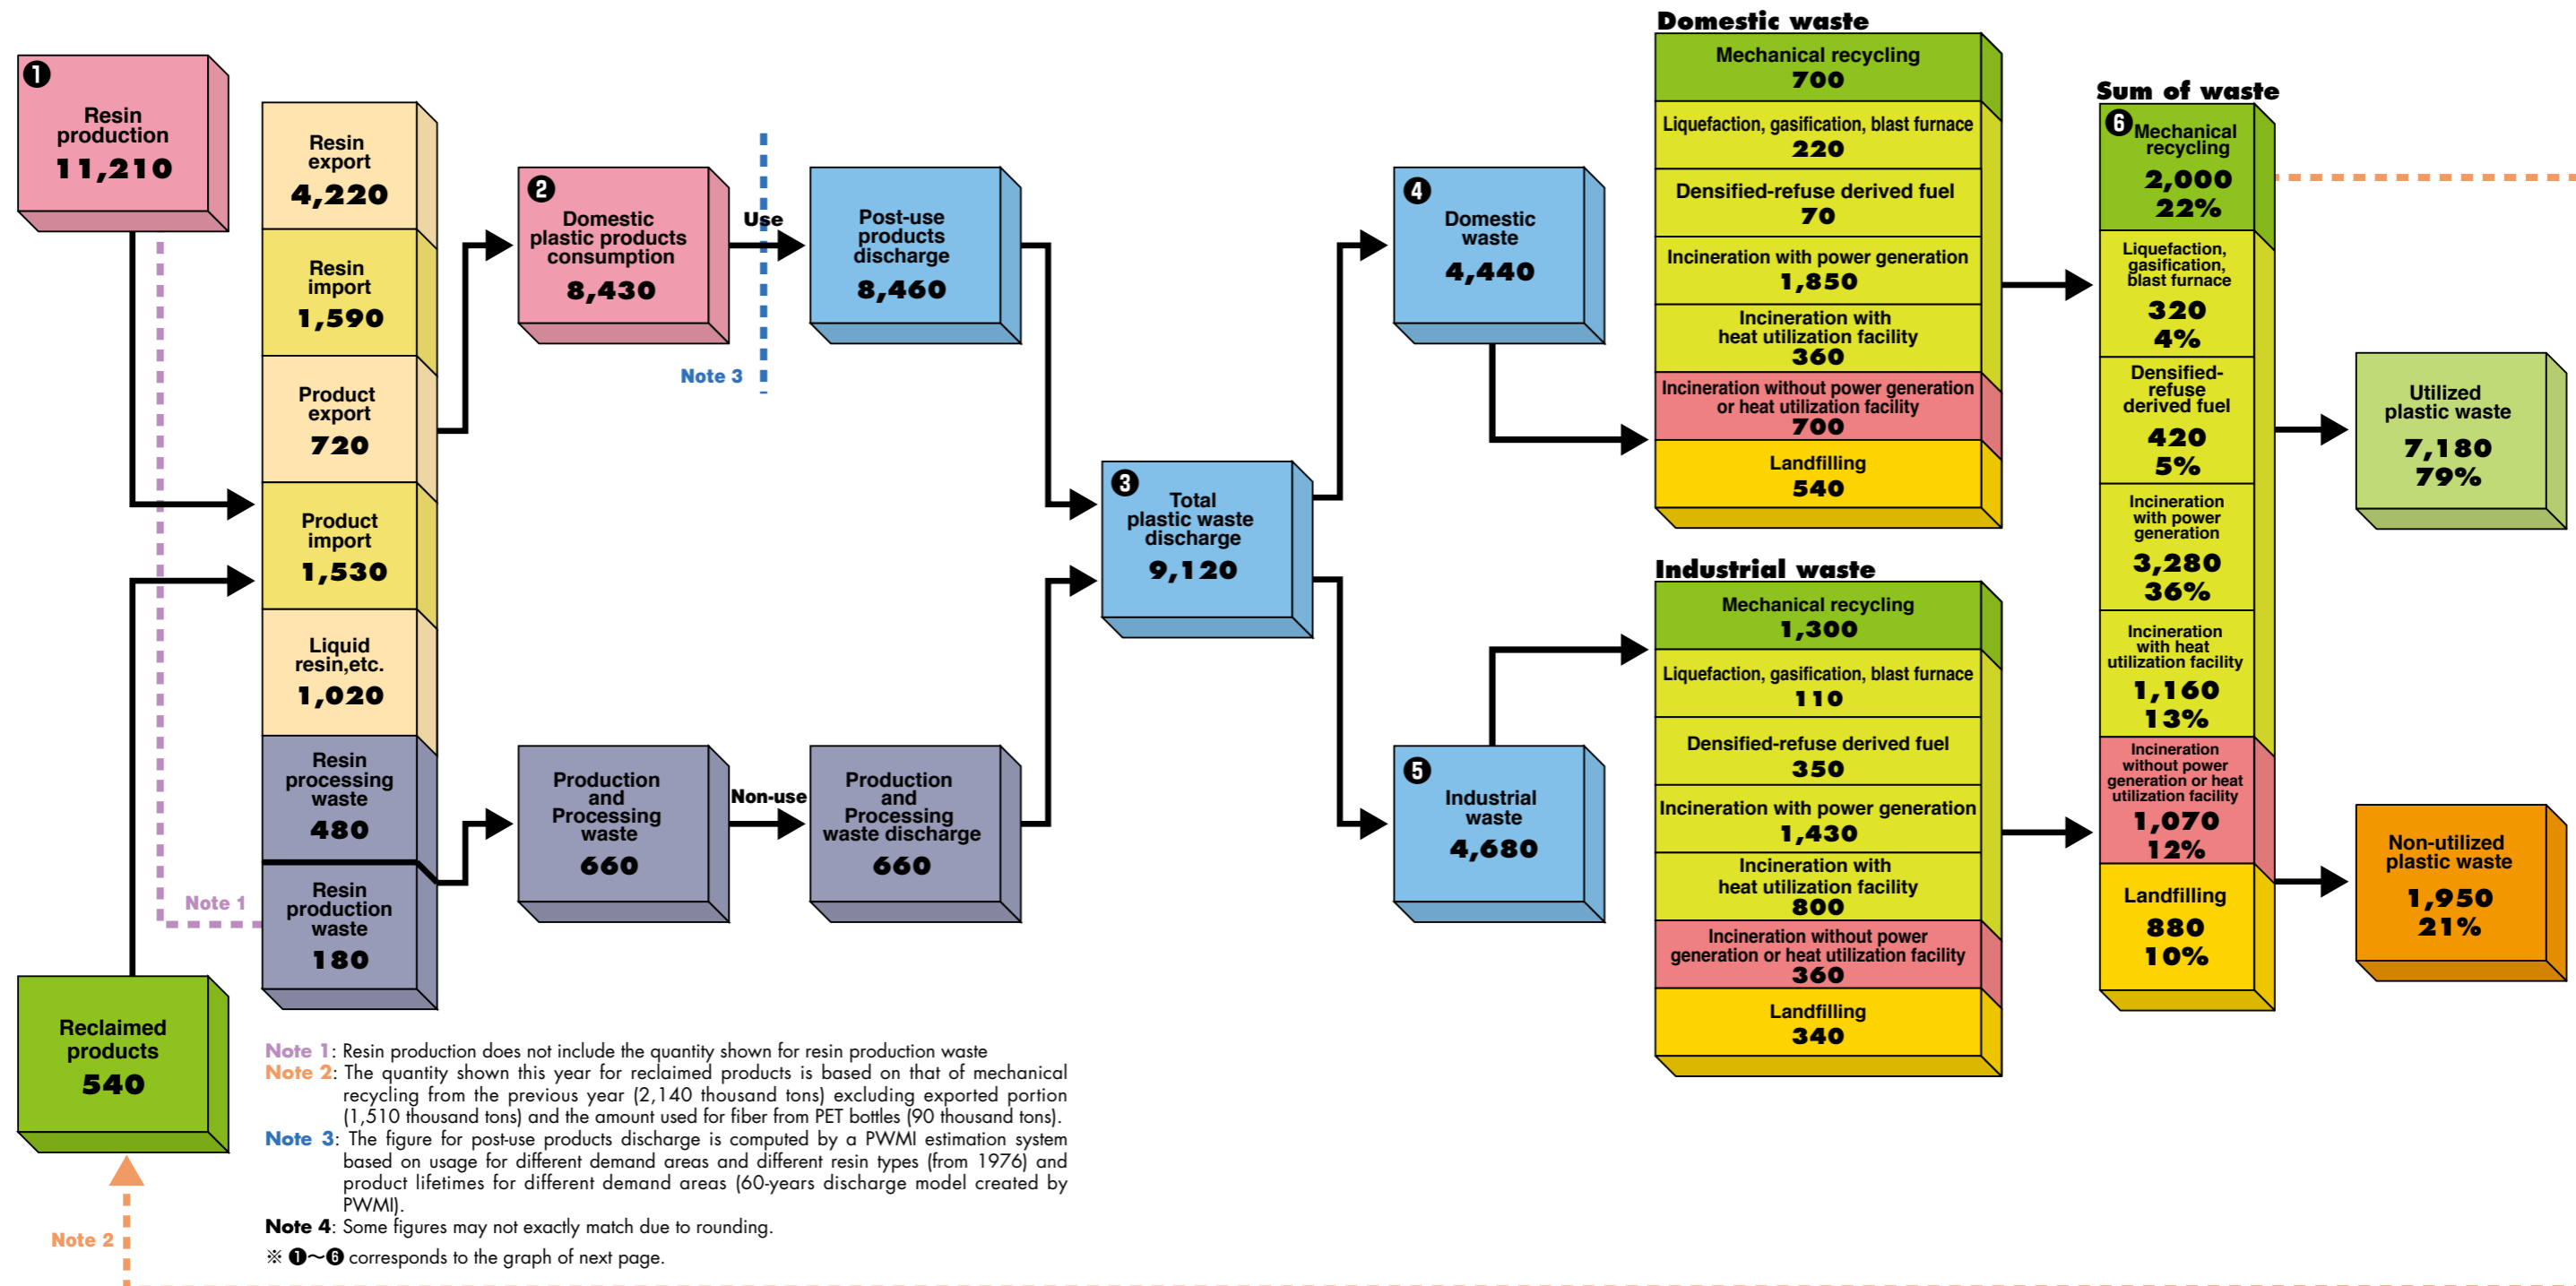 ❶
Resin
production
11,210
Resin
export
4,220
Resin
import
1,590
Product
export
720
Product
import
1,530
Liquid
resin,etc.
1,020
Resin
processing
waste
480
Resin
production
waste
180
Note 1
Reclaimed
products
540
Note 2
❷
Domestic
plastic products
consumption
8,430
Use
Note 3
Post-use
products
discharge
8,460
Production
and
Processing
waste
660
Non-use
Production
and
Processing
waste discharge
660
❸
Total
plastic waste
discharge
9,120
❹
Domestic
waste
4,440
❺
Industrial
waste
4,680
Domestic waste
Mechanical recycling
700
Liquefaction, gasification, blast furnace
220
Densified-refuse derived fuel
70
Incineration with power generation
1,850
Incineration with
heat utilization facility
360
Incineration without power generation
or heat utilization facility
700
Landfilling
540
Industrial waste
Mechanical recycling
1,300
Liquefaction, gasification, blast furnace
110
Densified-refuse derived fuel
350
Incineration with power generation
1,430
Incineration with
heat utilization facility
800
Incineration without power
generation or heat utilization facility
360
Landfilling
340
Sum of waste
❻
Mechanical
recycling
2,000
22%
Liquefaction,
gasification,
blast furnace
320
4%
Densified-
refuse
derived fuel
420
5%
Incineration
with power
generation
3,280
36%
Incineration
with heat
utilization facility
1,160
13%
Incineration
without power
generation or heat
utilization facility
1,070
12%
Landfilling
880
10%
Utilized
plastic waste
7,180
79%
Non-utilized
plastic waste
1,950
21%
Note 1: Resin production does not include the quantity shown for resin production waste
Note 2: The quantity shown this year for reclaimed products is based on that of mechanical
recycling from the previous year (2,140 thousand tons) excluding exported portion
(1,510 thousand tons) and the amount used for fiber from PET bottles (90 thousand tons).
Note 3: The figure for post-use products discharge is computed by a PWMI estimation system
based on usage for different demand areas and different resin types (from 1976) and
product lifetimes for different demand areas (60-years discharge model created by
PWMI).
Note 4: Some figures may not exactly match due to rounding.
※ ❶~❻ corresponds to the graph of next page.